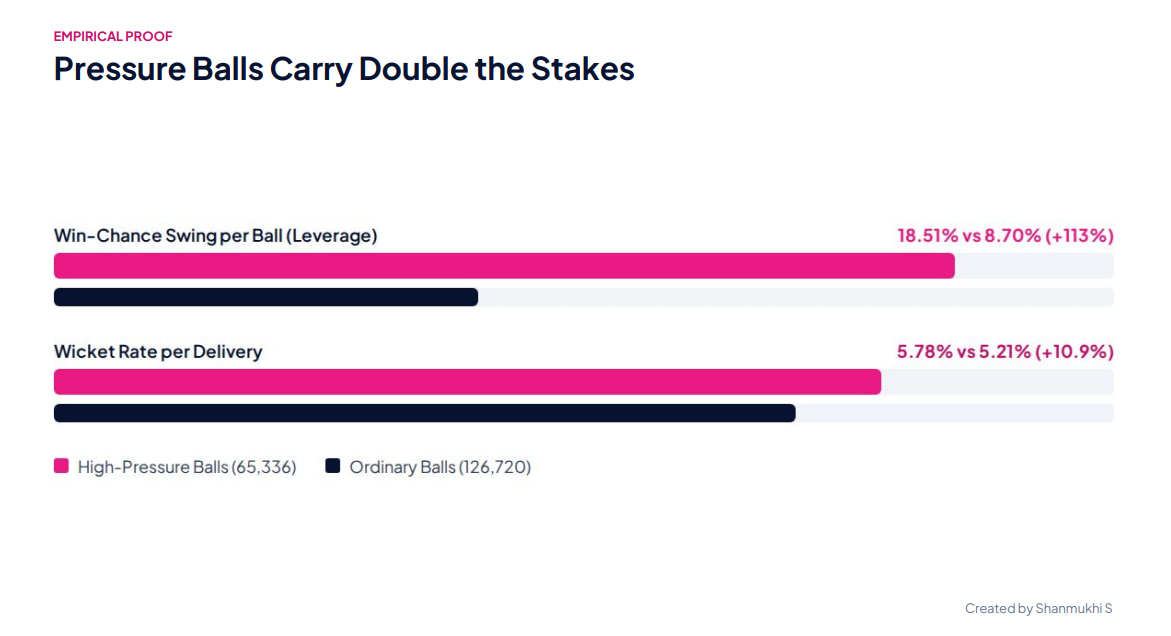 EMPIRICAL PROOF
Pressure Balls Carry Double the Stakes
Win-Chance Swing per Ball (Leverage)
18.51% vs 8.70% (+113%)
Wicket Rate per Delivery
5.78% vs 5.21% (+10.9%)
High-Pressure Balls (65,336)
Ordinary Balls (126,720)
Created by Shanmukhi S